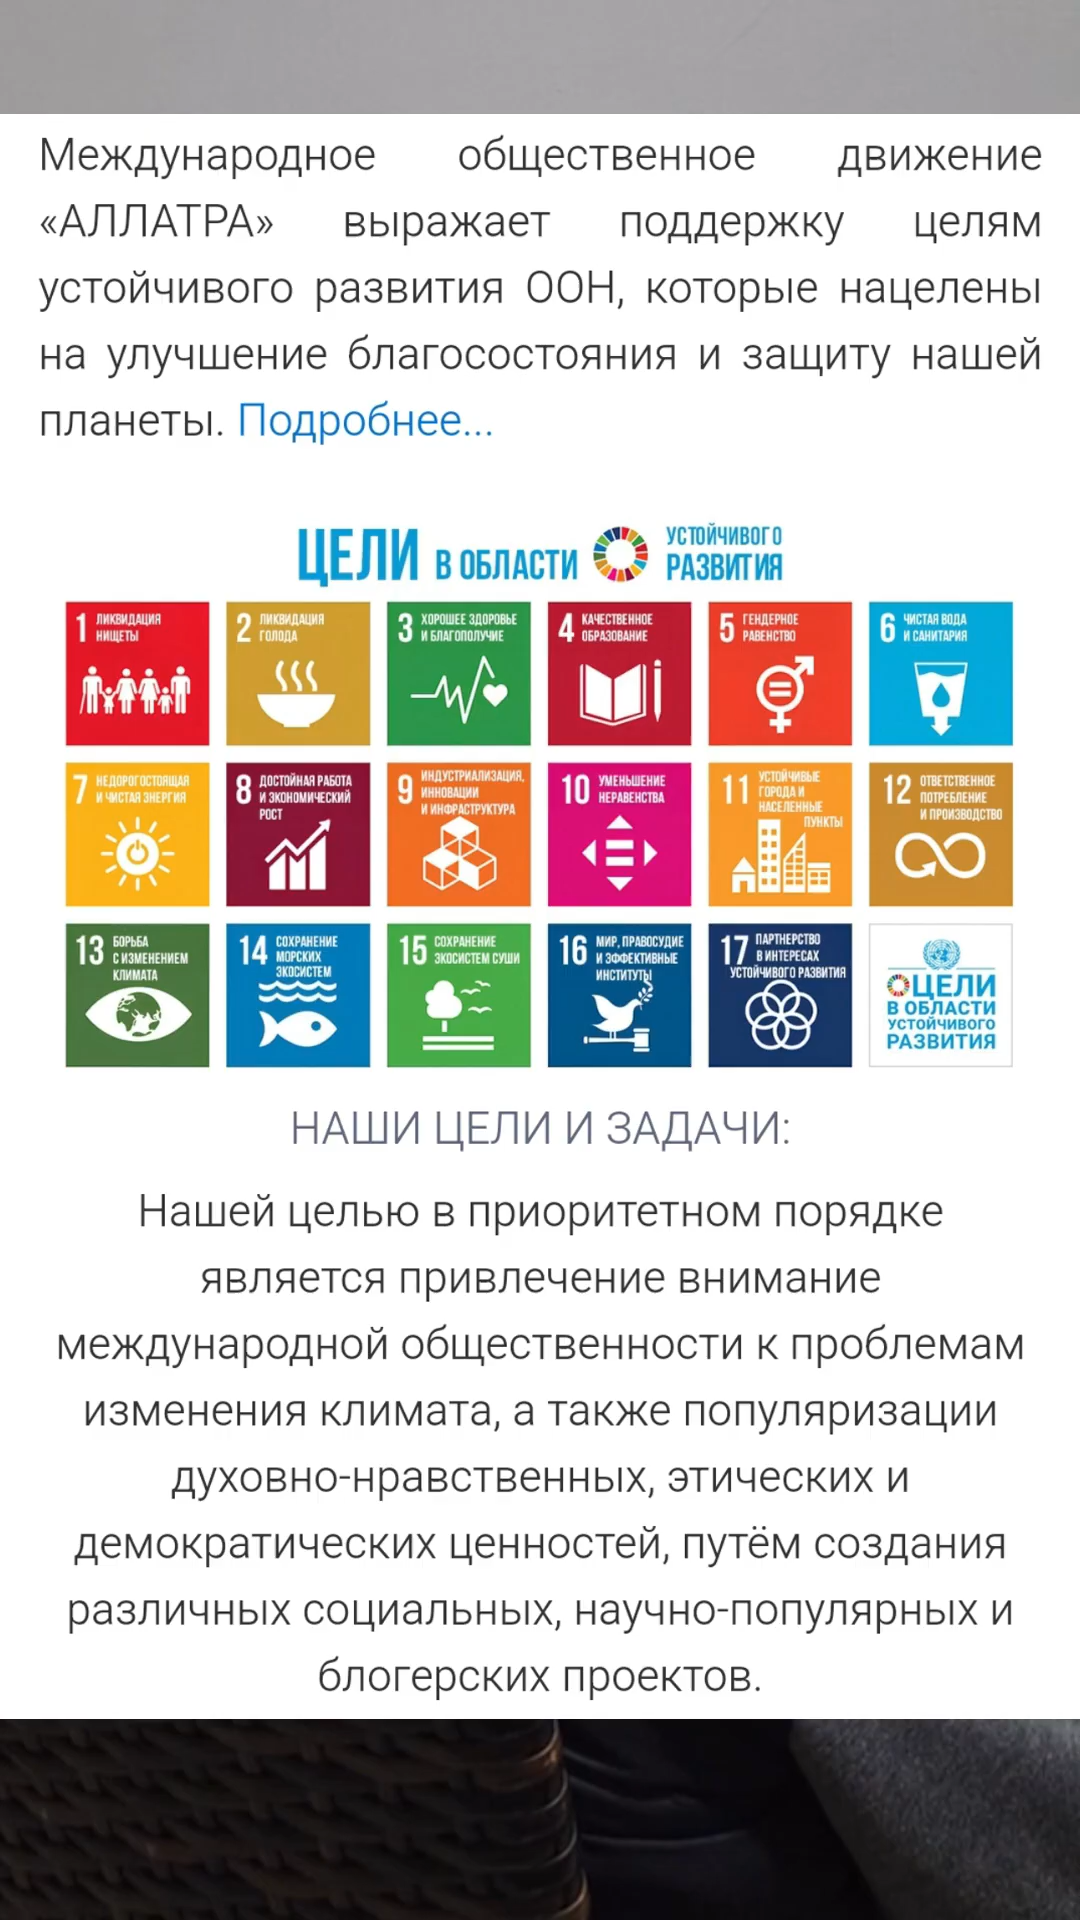 Международное общественное движение
«АЛЛАТРА» выражает поддержку целям
устойчивого развития ООН, которые нацелены
на улучшение благосостояния и защиту нашей
планеты. Подробнее...
ЦЕЛИ В ОБЛАСТИ
УСТОЙЧИВОГО
РАЗВИТИЯ
1 ЛИКВИДАЦИЯ
НИЩЕТЫ
2 ЛИКВИДАЦИЯ
ГОЛОДА
3 ХОРОШЕЕ ЗДОРОВЬЕ
И БЛАГОПОЛУЧИЕ
4 КАЧЕСТВЕННОЕ
ОБРАЗОВАНИЕ
5 ГЕНДЕРНОЕ
РАВЕНСТВО
6 ЧИСТАЯ ВОДА
И САНИТАРИЯ
7 НЕДОРОГОСТОЯЩАЯ
И ЧИСТАЯ ЭНЕРГИЯ
8 ДОСТОЙНАЯ РАБОТА
И ЭКОНОМИЧЕСКИЙ
РОСТ
9 ИНДУСТРИАЛИЗАЦИЯ,
ИННОВАЦИИ
И ИНФРАСТРУКТУРА
10 УМЕНЬШЕНИЕ
НЕРАВЕНСТВА
11 УСТОЙЧИВЫЕ
ГОРОДА И
НАСЕЛЕННЫЕ
ПУНКТЫ
12 ОТВЕТСТВЕННОЕ
ПОТРЕБЛЕНИЕ
И ПРОИЗВОДСТВО
13 БОРЬБА
С ИЗМЕНЕНИЕМ
КЛИМАТА
14 СОХРАНЕНИЕ
МОРСКИХ
ЭКОСИСТЕМ
15 СОХРАНЕНИЕ
ЭКОСИСТЕМ СУШИ
16 МИР, ПРАВОСУДИЕ
И ЭФФЕКТИВНЫЕ
ИНСТИТУТЫ
17 ПАРТНЕРСТВО
В ИНТЕРЕСАХ
УСТОЙЧИВОГО РАЗВИТИЯ
ЦЕЛИ
В ОБЛАСТИ
УСТОЙЧИВОГО
РАЗВИТИЯ
НАШИ ЦЕЛИ И ЗАДАЧИ:
Нашей целью в приоритетном порядке
является привлечение внимание
международной общественности к проблемам
изменения климата, а также популяризации
духовно-нравственных, этических и
демократических ценностей, путём создания
различных социальных, научно-популярных и
блогерских проектов.